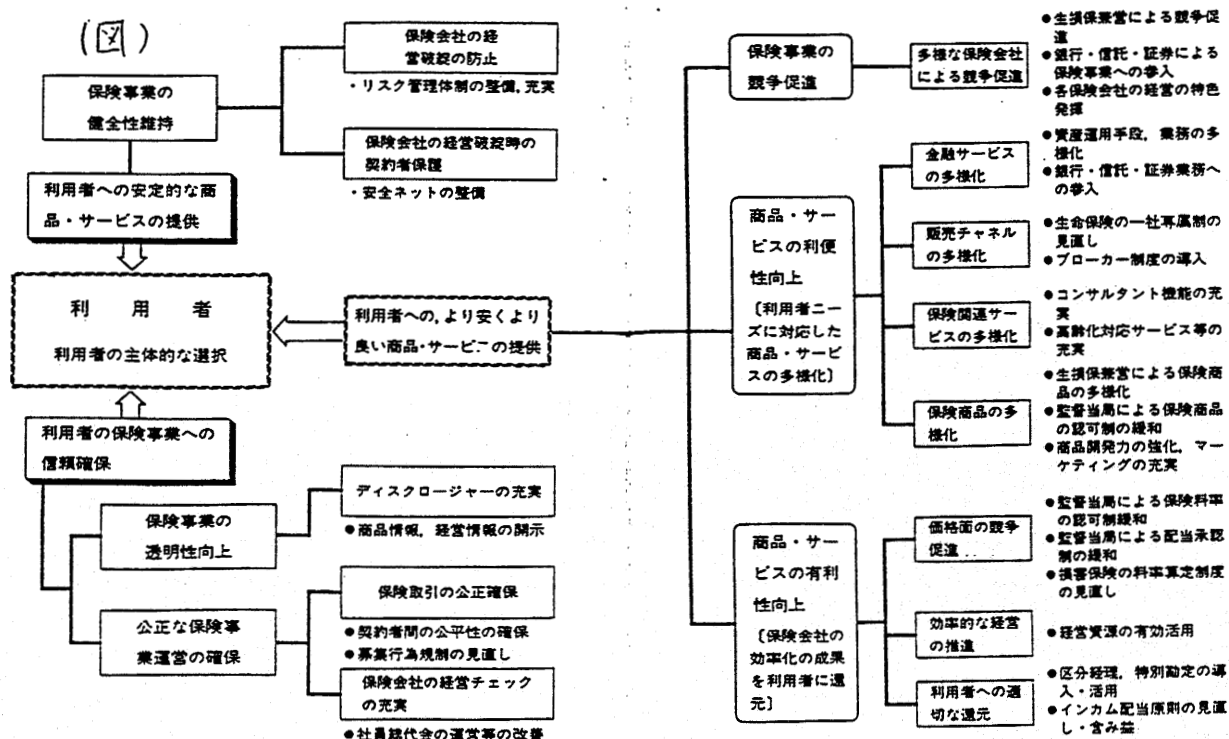 (図)
保険事業の
健全性維持
保険会社の経
営破綻の防止
・リスク管理体制の整備,充実
保険会社の経営破綻時の
契約者保護
・安全ネットの整備
利用者への安定的な商
品・サービスの提供
利用者
利用者の主体的な選択
利用者への,より安くより
良い商品・サービスの提供
利用者の保険事業への
信頼確保
保険事業の
透明性向上
ディスクロージャーの充実
●商品情報,経営情報の開示
公正な保険事
業運営の確保
保険取引の公正確保
●契約者間の公平性の確保
●募集行為規制の見直し
保険会社の経営チェック
の充実
●社員総代会の運営等の改善
保険事業の
競争促進
多様な保険会社
による競争促進
●生損保兼営による競争促
進
●銀行・信託・証券による
保険事業への参入
●各保険会社の経営の特色
発揮
商品・サー
ビスの利便
性向上
〔利用者ニー
ズに対応した
商品・サービ
スの多様化〕
金融サービス
の多様化
●資産運用手段,業務の多
様化
●銀行・信託・証券業務へ
の参入
販売チャネル
の多様化
●生命保険の一社専属制の
見直し
●ブローカー制度の導入
保険関連サー
ビスの多様化
●コンサルタント機能の充
実
●高齢化対応サービス等の
充実
保険商品の多
様化
●生損保兼営による保険商
品の多様化
●監督当局による保険商品
の認可制の緩和
●商品開発力の強化,マー
ケティングの充実
商品・サー
ビスの有利
性向上
〔保険会社の
効率化の成果
を利用者に還
元〕
価格面の競争
促進
●監督当局による保険料率
の認可制緩和
●監督当局による配当承認
制の緩和
●損害保険の料率算定制度
の見直し
効率的な経営
の推進
●経営資源の有効活用
利用者への適
切な還元
●区分経理,特別勘定の導
入・活用
●インカム配当原則の見直
し・含み益